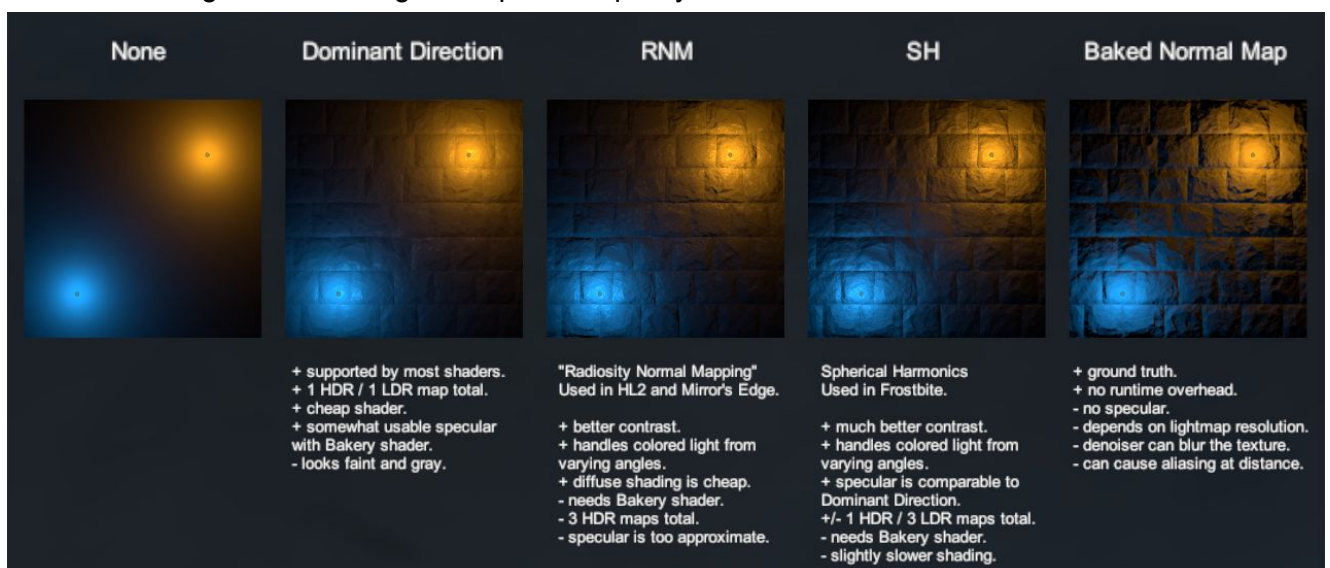 None
Dominant Direction
RNM
SH
Baked Normal Map
+ supported by most shaders.
+ 1 HDR / 1 LDR map total.
+ cheap shader.
+ somewhat usable specular
with Bakery shader.
- looks faint and gray.
"Radiosity Normal Mapping"
Used in HL2 and Mirror's Edge.
+ better contrast.
+ handles colored light from
varying angles.
+ diffuse shading is cheap.
- needs Bakery shader.
- 3 HDR maps total.
- specular is too approximate.
Spherical Harmonics
Used in Frostbite.
+ much better contrast.
+ handles colored light from
varying angles.
+ specular is comparable to
Dominant Direction.
+/- 1 HDR / 3 LDR maps total.
- needs Bakery shader.
- slightly slower shading.
+ ground truth.
+ no runtime overhead.
- no specular.
- depends on lightmap resolution.
- denoiser can blur the texture.
- can cause aliasing at distance.